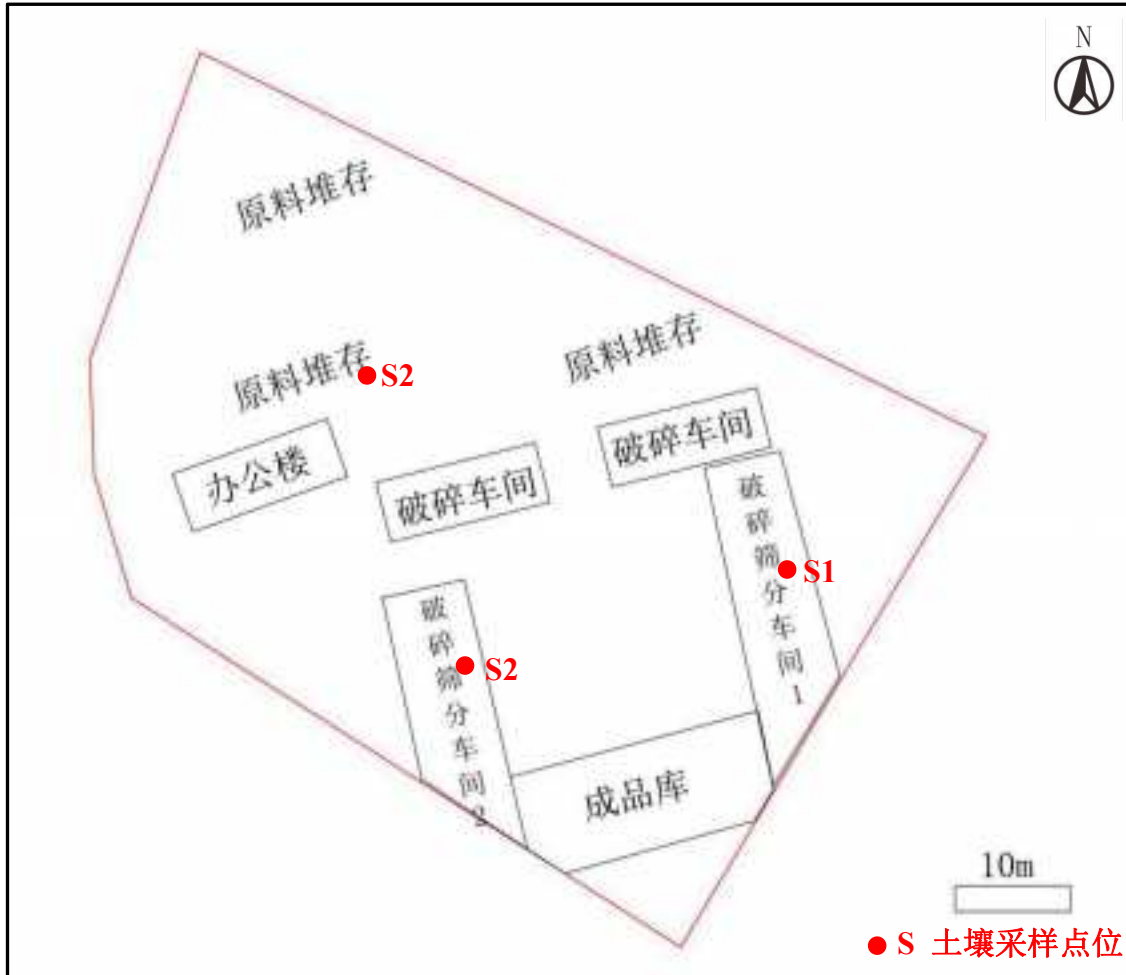 N
原料堆存
原料堆存
原料堆存
S2
破碎车间
办公楼
破碎车间
破碎筛分车间1
S1
破碎筛分车间2
S2
成品库
10m
S 土壤采样点位